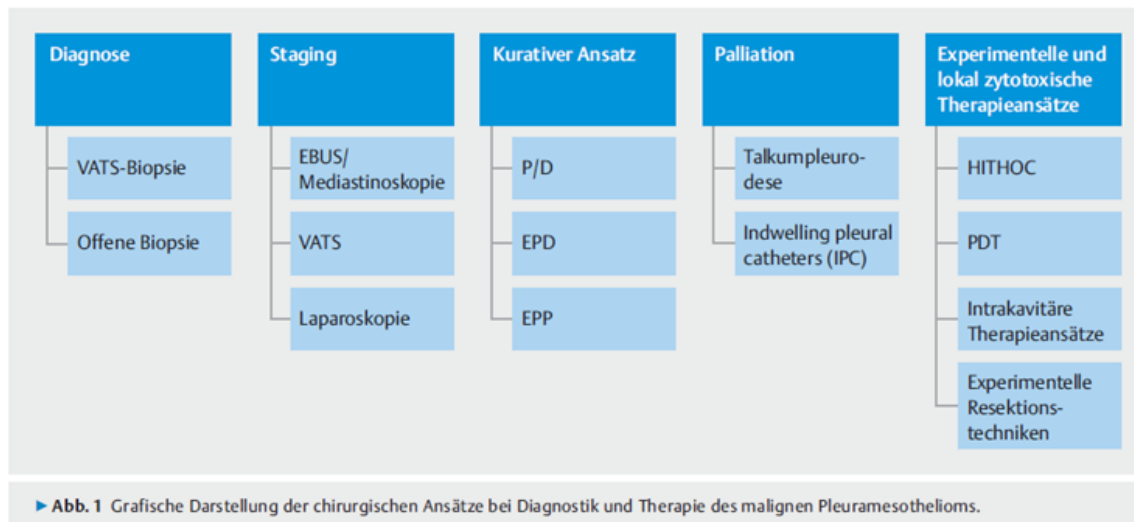 Diagnose
VATS-Biopsie
Offene Biopsie
Staging
EBUS/
Mediastinoskopie
VATS
Laparoskopie
Kurativer Ansatz
P/D
EPD
EPP
Palliation
Talkumpleuro-
dese
Indwelling pleural
catheters (IPC)
Experimentelle und
lokal zytotoxische
Therapieansätze
HITHOC
PDT
Intrakavitäre
Therapieansätze
Experimentelle
Resektions-
techniken
▶ Abb. 1 Grafische Darstellung der chirurgischen Ansätze bei Diagnostik und Therapie des malignen Pleuramesothelioms.